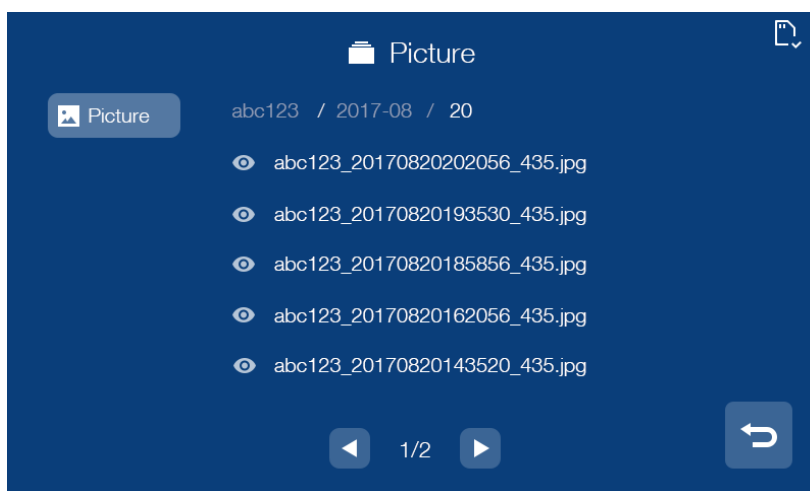 Picture
Picture
abc123 / 2017-08 / 20
abc123_20170820202056_435.jpg
abc123_20170820193530_435.jpg
abc123_20170820185856_435.jpg
abc123_20170820162056_435.jpg
abc123_20170820143520_435.jpg
1/2